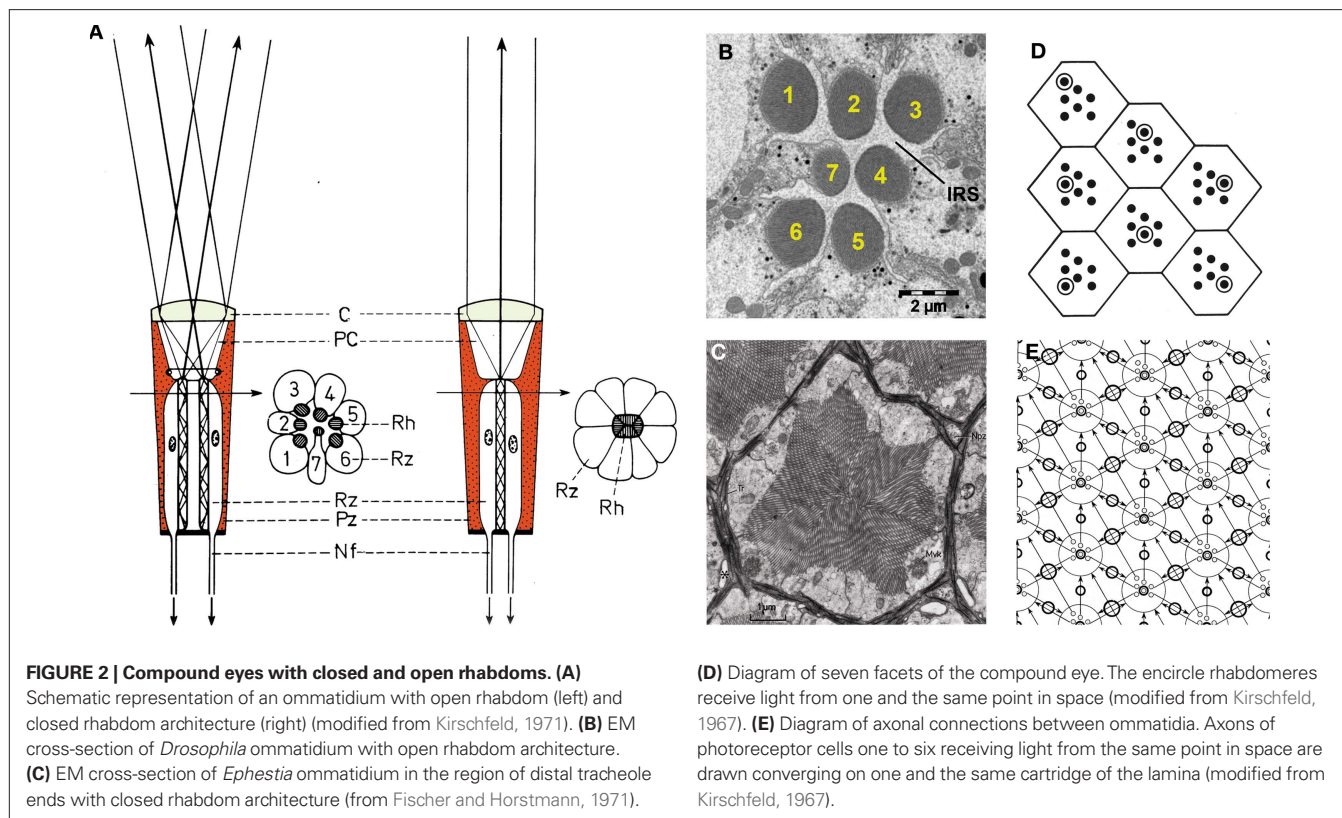 A
C
PC
3
4
2
5
1
7
6
Rh
Rz
Rz
Pz
Nf
Rz
Rh
B
1
2
3
7
4
IRS
6
5
2 µm
C
Npz
Tr
Mvk
*
1µm
D
E
FIGURE 2 | Compound eyes with closed and open rhabdoms. (A)
Schematic representation of an ommatidium with open rhabdom (left) and
closed rhabdom architecture (right) (modified from Kirschfeld, 1971). (B) EM
cross-section of Drosophila ommatidium with open rhabdom architecture.
(C) EM cross-section of Ephestia ommatidium in the region of distal tracheole
ends with closed rhabdom architecture (from Fischer and Horstmann, 1971).
(D) Diagram of seven facets of the compound eye. The encircle rhabdomeres
receive light from one and the same point in space (modified from Kirschfeld,
1967). (E) Diagram of axonal connections between ommatidia. Axons of
photoreceptor cells one to six receiving light from the same point in space are
drawn converging on one and the same cartridge of the lamina (modified from
Kirschfeld, 1967).